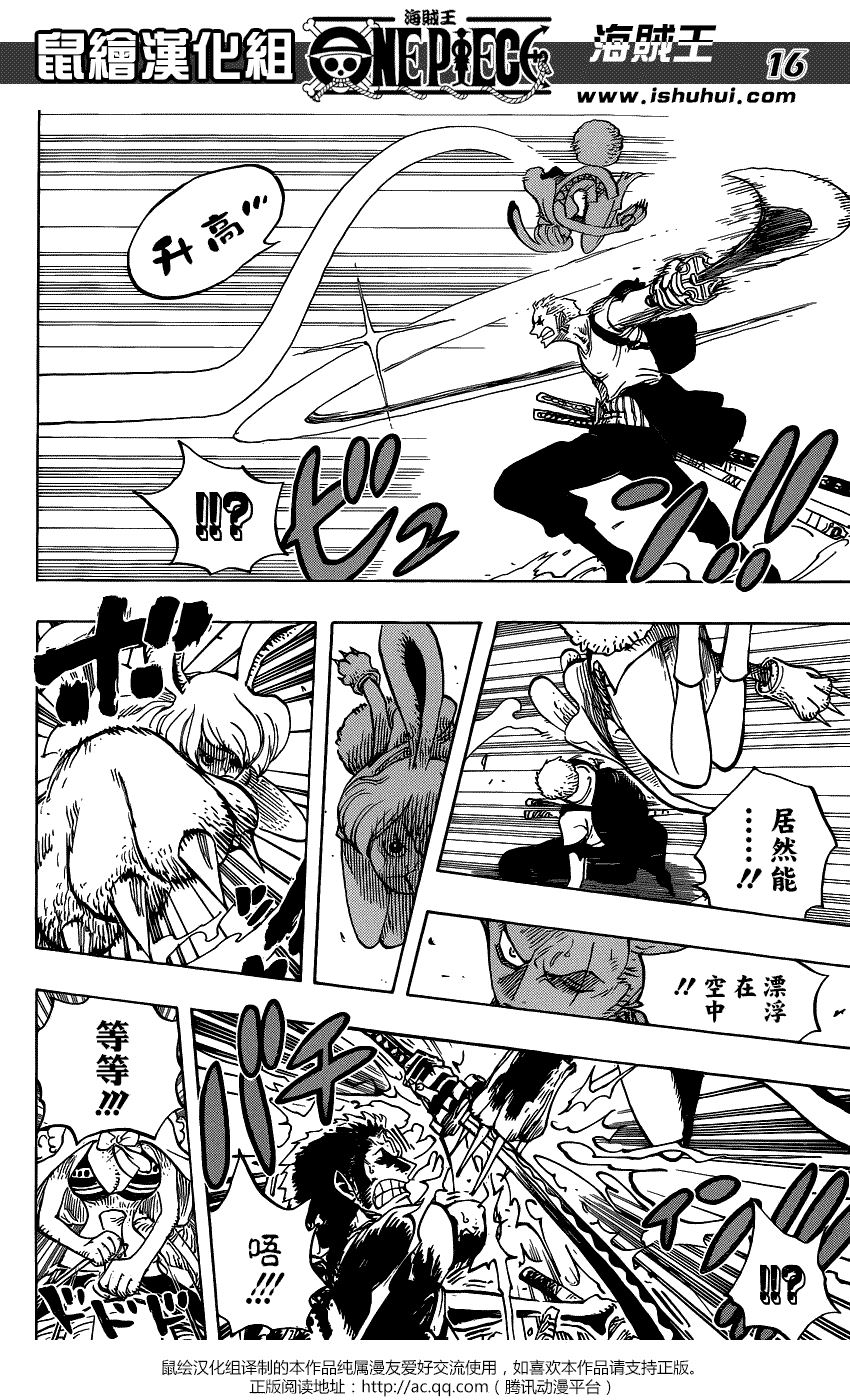 鼠繪漢化組
海賊王
ONE PIECE
海賊王
16
www.ishuhui.com
升高…
!!?
ビュ
ン!!
居然能
……!!
漂浮
在
空中
!!
ボッ
バチ
イ
ィ
!!?
唔
!!!!
等等
!!!
ドドド
鼠绘汉化组译制的本作品纯属漫友爱好交流使用，如喜欢本作品请支持正版。
正版阅读地址：http://ac.qq.com（腾讯动漫平台）